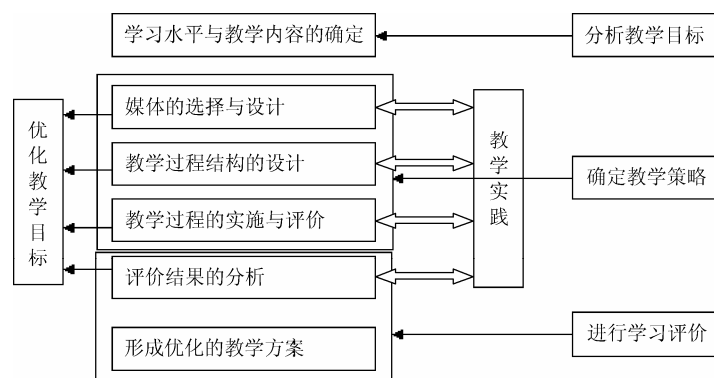 学习水平与教学内容的确定
分析教学目标
媒体的选择与设计
优化教学目标
教学过程结构的设计
教学实践
确定教学策略
教学过程的实施与评价
评价结果的分析
进行学习评价
形成优化的教学方案